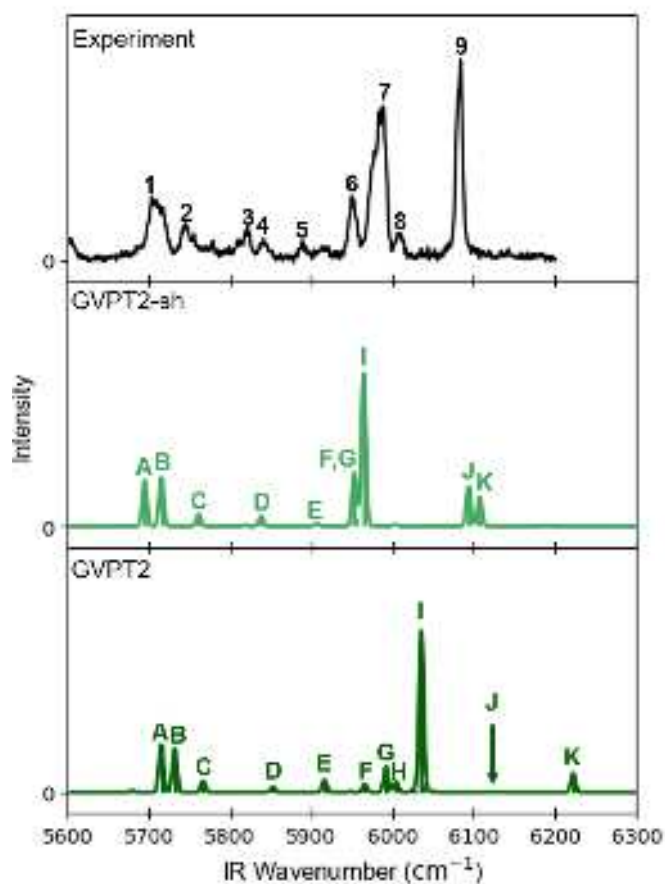 Experiment
1
2
3
4
5
6
7
8
9
0
GVPT2-ah
A
B
C
D
E
F,G
I
J
K
0
Intensity
GVPT2
A
B
C
D
E
F
G
H
I
J
K
0
5600 5700 5800 5900 6000 6100 6200 6300
IR Wavenumber (cm⁻¹)